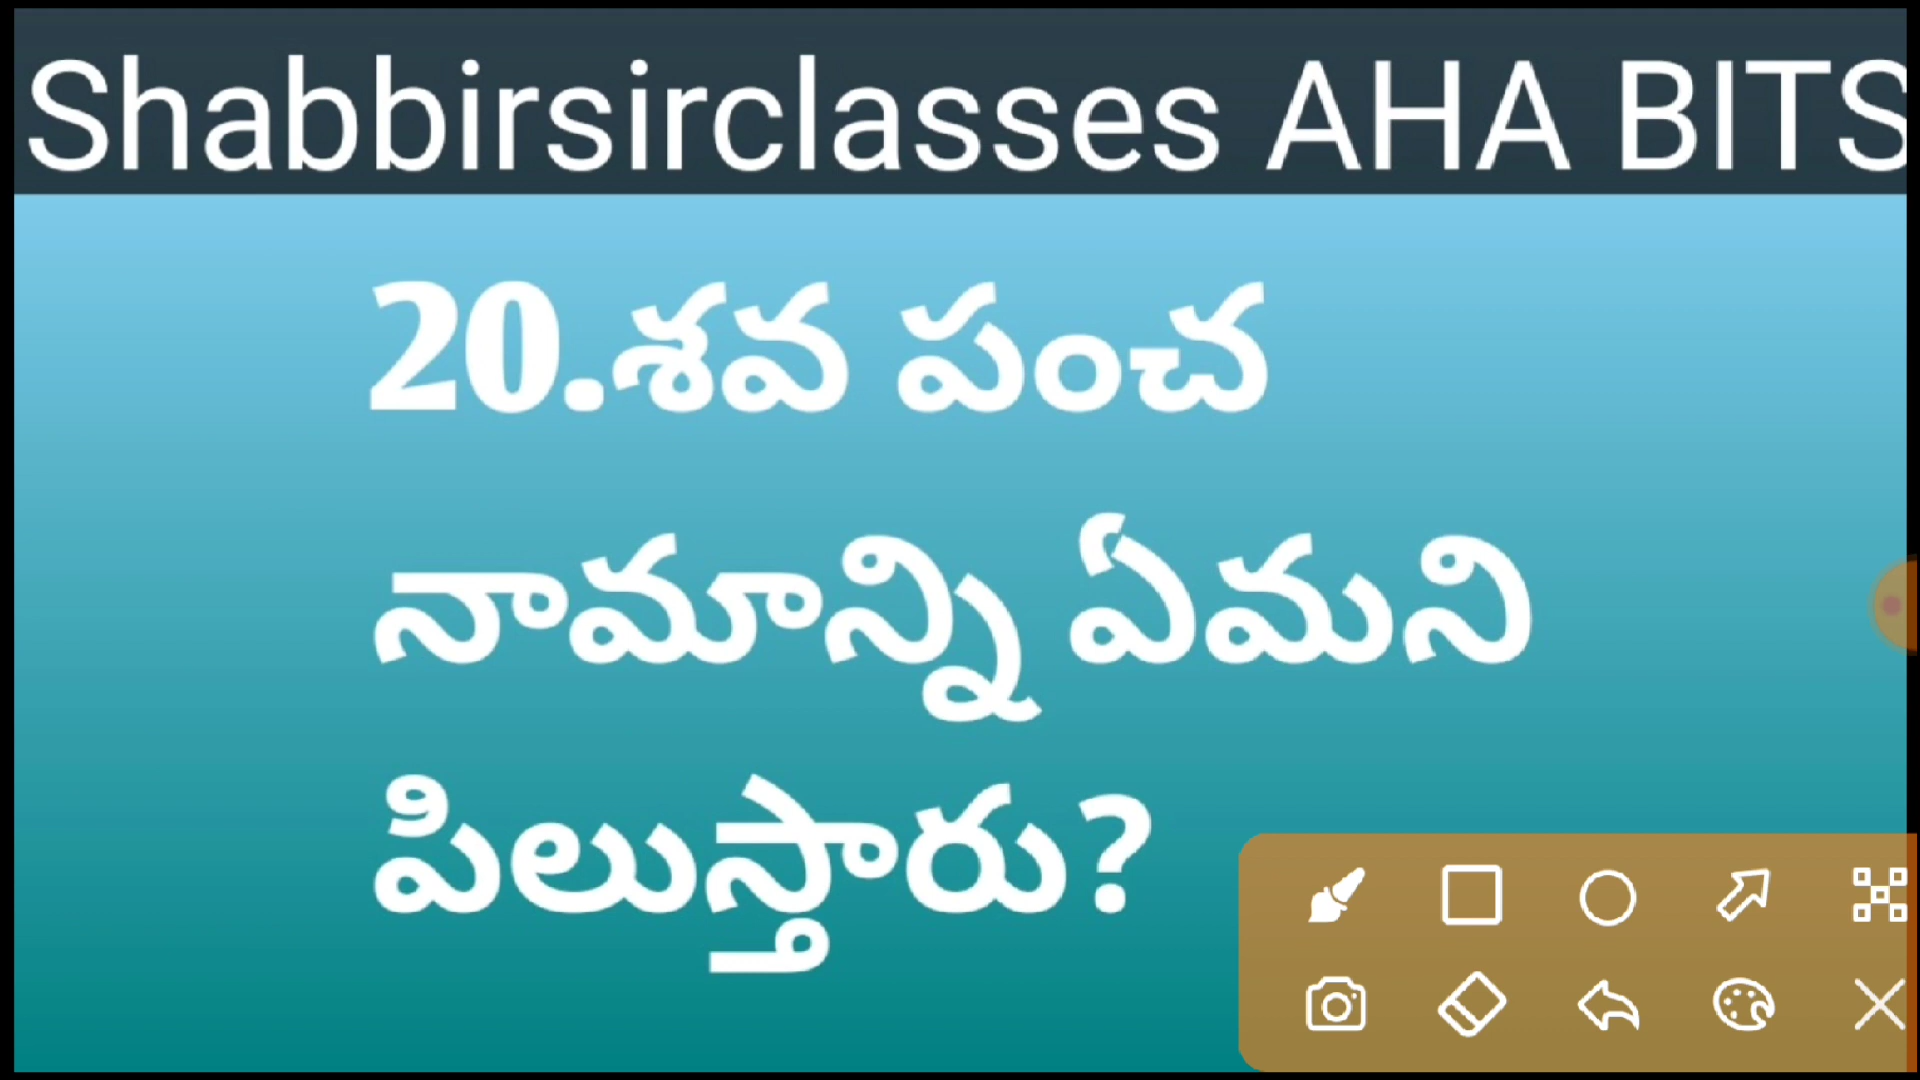 Shabbirsirclasses AHA BITS
20.శవ పంచ
నామాన్ని ఏమని
పిలుస్తారు?